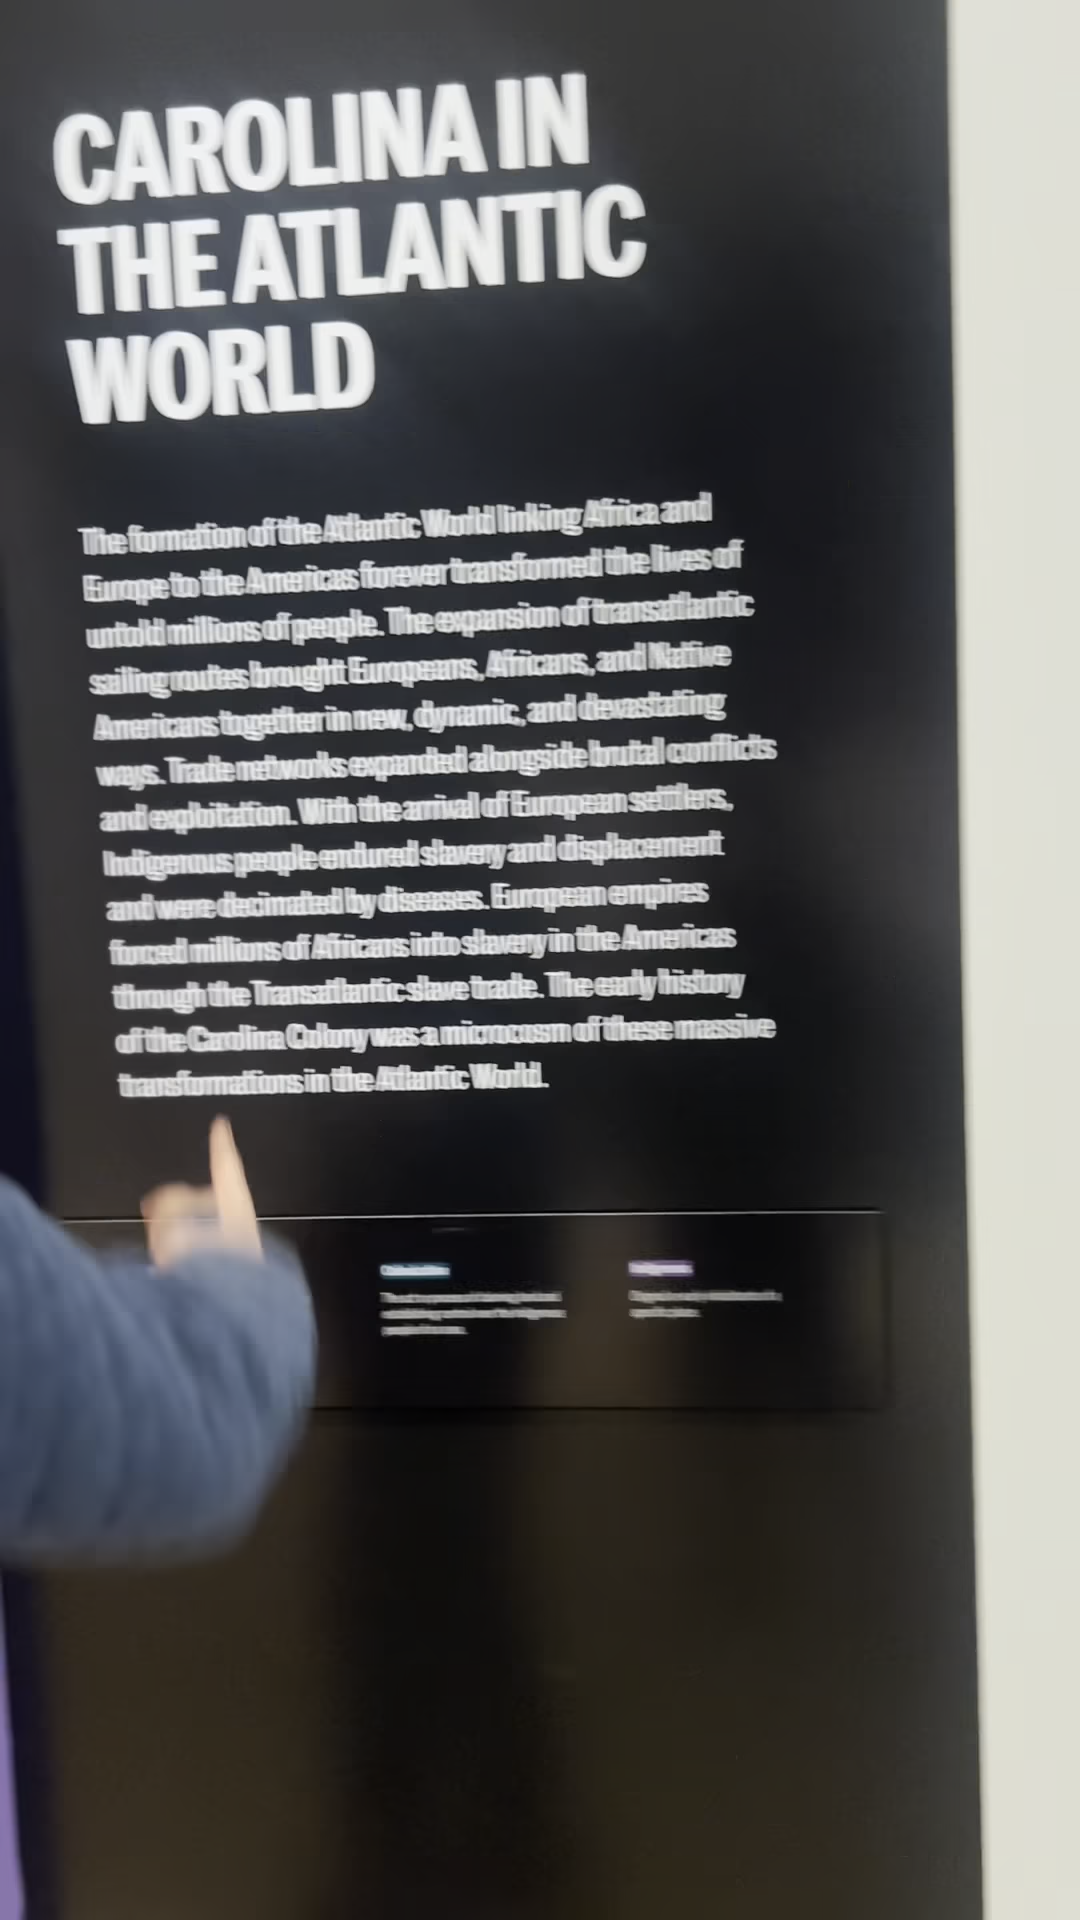 CAROLINA IN
THE ATLANTIC
WORLD
The formation of the Atlantic World linking Africa and
Europe to the Americas forever transformed the lives of
untold millions of people. The expansion of transatlantic
sailing routes brought Europeans, Africans, and Native
Americans together in new, dynamic, and devastating
ways. Trade networks expanded alongside brutal conflicts
and exploitation. With the arrival of European settlers,
Indigenous people endured slavery and displacement
and were decimated by diseases. European empires
forced millions of Africans into slavery in the Americas
through the Transatlantic slave trade. The early history
of the Carolina Colony was a microcosm of these massive
transformations in the Atlantic World.